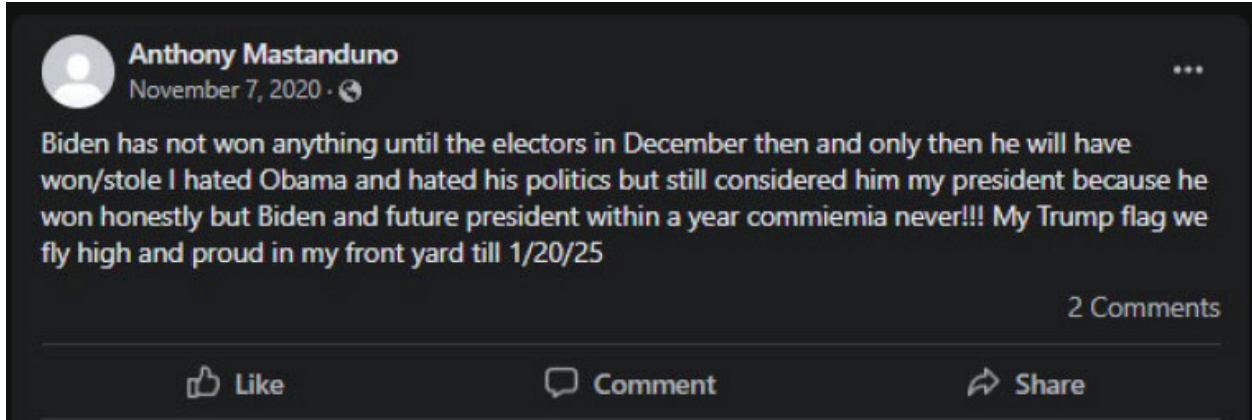 Anthony Mastanduno
November 7, 2020 ·
Biden has not won anything until the electors in December then and only then he will have
won/stole I hated Obama and hated his politics but still considered him my president because he
won honestly but Biden and future president within a year commiemia never!!! My Trump flag we
fly high and proud in my front yard till 1/20/25
2 Comments
Like Comment Share